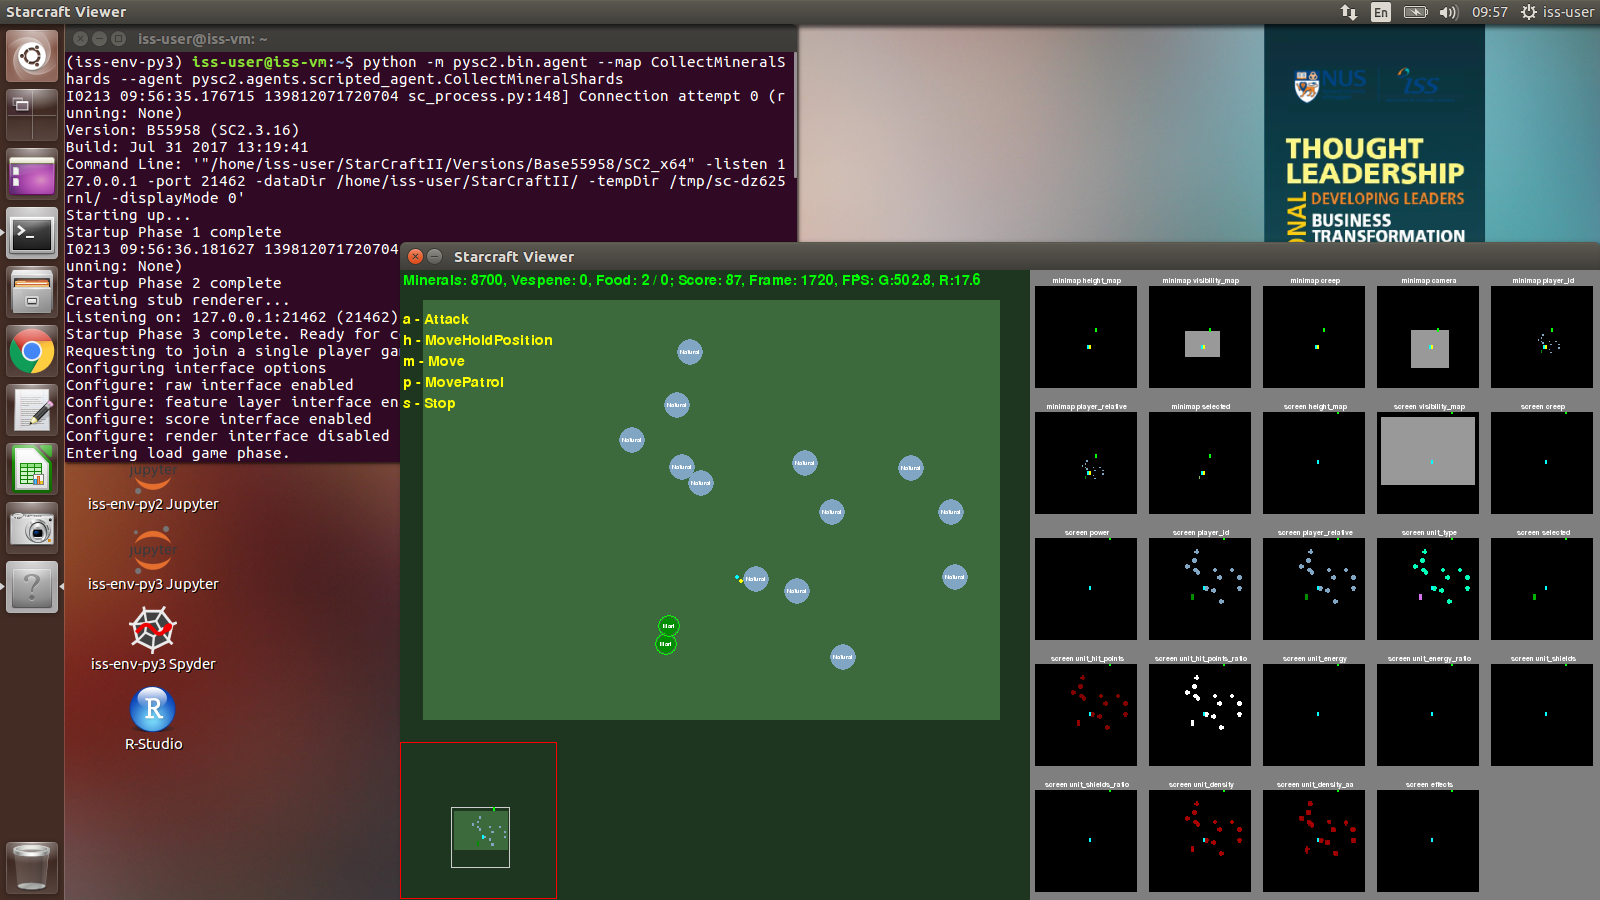 Starcraft Viewer
En
09:57
iss-user
iss-user@iss-vm: ~
(iss-env-py3) iss-user@iss-vm:~$ python -m pysc2.bin.agent --map CollectMineralS
hards --agent pysc2.agents.scripted_agent.CollectMineralShards
I0213 09:56:35.176715 139812071720704 sc_process.py:148] Connection attempt 0 (r
unning: None)
Version: B55958 (SC2.3.16)
Build: Jul 31 2017 13:19:41
Command Line: '"/home/iss-user/StarCraftII/Versions/Base55958/SC2_x64" -listen 1
27.0.0.1 -port 21462 -dataDir /home/iss-user/StarCraftII/ -tempDir /tmp/sc-dz625
rnl/ -displayMode 0'
Starting up...
Startup Phase 1 complete
I0213 09:56:36.181627 139812071720704
unning: None)
Startup Phase 2 complete
Creating stub renderer...
Listening on: 127.0.0.1:21462 (21462)
Startup Phase 3 complete. Ready for c
Requesting to join a single player ga
Configuring interface options
Configure: raw interface enabled
Configure: feature layer interface en
Configure: score interface enabled
Configure: render interface disabled
Entering load game phase.
NUS
iss
THOUGHT
LEADERSHIP
ONAL
DEVELOPING LEADERS
BUSINESS
TRANSFORMATION
jupyter
iss-env-py2 Jupyter
jupyter
iss-env-py3 Jupyter
iss-env-py3 Spyder
R
R-Studio
Starcraft Viewer
Minerals: 8700, Vespene: 0, Food: 2 / 0; Score: 87, Frame: 1720, FPS: G:502.8, R:17.6
a - Attack
h - MoveHoldPosition
m - Move
p - MovePatrol
s - Stop
Natural
Natural
Natural
Natural
Natural
Natural
Natural
Natural
Natural
Natural
Natural
Natural
Natural
Mari
Mari
minimap height_map
minimap visibility_map
minimap creep
minimap camera
minimap player_id
minimap player_relative
minimap selected
screen height_map
screen visibility_map
screen creep
screen power
screen player_id
screen player_relative
screen unit_type
screen selected
screen unit_hit_points
screen unit_hit_points_ratio
screen unit_energy
screen unit_energy_ratio
screen unit_shields
screen unit_shields_ratio
screen unit_density
screen unit_density_aa
screen effects